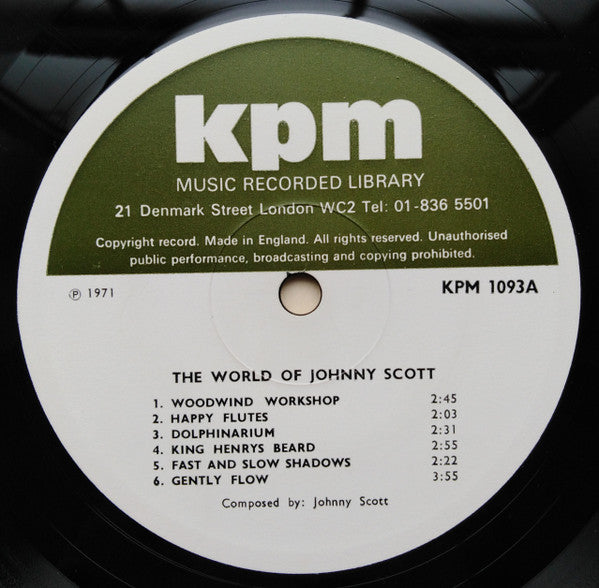 kpm
MUSIC RECORDED LIBRARY
21 Denmark Street London WC2 Tel: 01-836 5501
Copyright record. Made in England. All rights reserved. Unauthorised
public performance, broadcasting and copying prohibited.
℗ 1971
KPM 1093A
THE WORLD OF JOHNNY SCOTT
1. WOODWIND WORKSHOP 2:45
2. HAPPY FLUTES 2:03
3. DOLPHINARIUM 2:31
4. KING HENRYS BEARD 2:55
5. FAST AND SLOW SHADOWS 2:22
6. GENTLY FLOW 3:55
Composed by: Johnny Scott